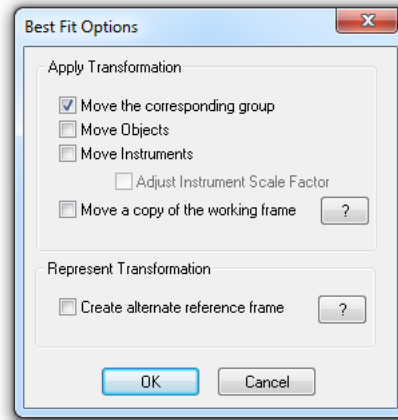 Best Fit Options
Apply Transformation
Move the corresponding group
Move Objects
Move Instruments
Adjust Instrument Scale Factor
Move a copy of the working frame ?
Represent Transformation
Create alternate reference frame ?
OK Cancel